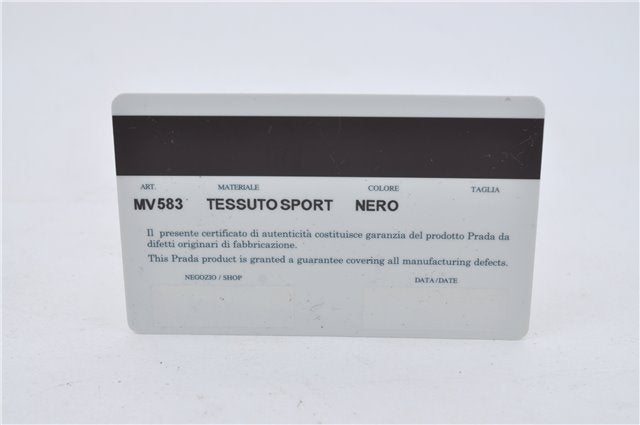 ART. MATERIALE COLORE TAGLIA
MV583 TESSUTO SPORT NERO
Il presente certificato di autenticità costituisce garanzia del prodotto Prada da
difetti originari di fabbricazione.
This Prada product is granted a guarantee covering all manufacturing defects.
NEGOZIO / SHOP DATA / DATE